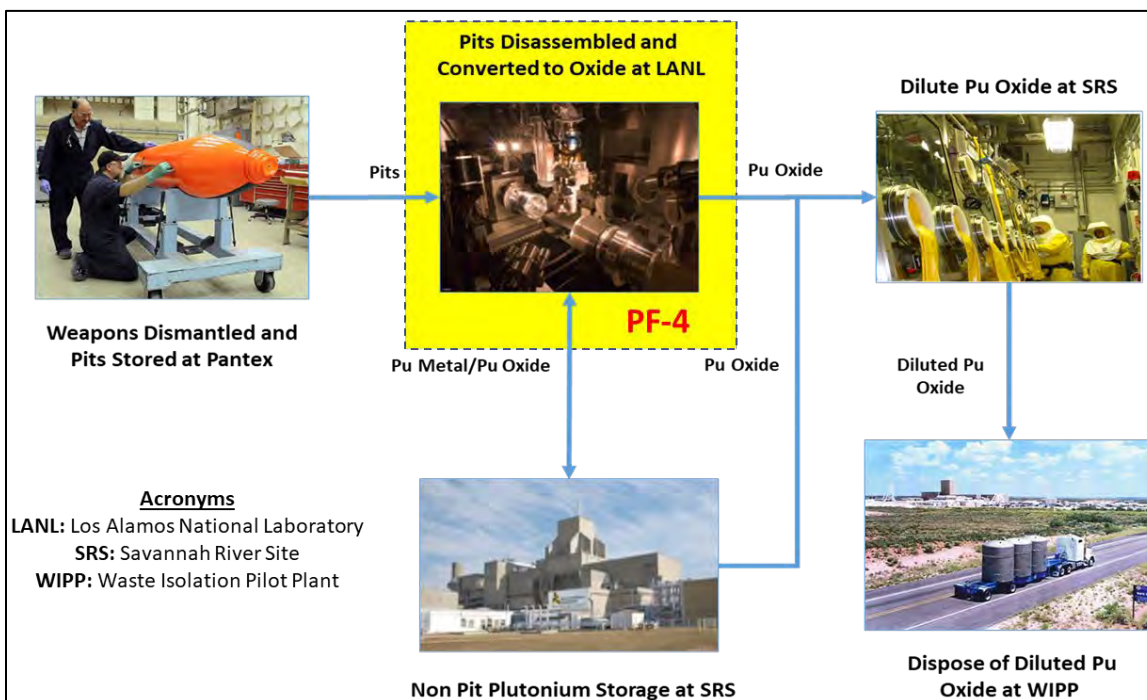 Pits Disassembled and
Converted to Oxide at LANL
Dilute Pu Oxide at SRS
Pits
Pu Oxide
PF-4
Weapons Dismantled and
Pits Stored at Pantex
Pu Metal/Pu Oxide
Pu Oxide
Diluted Pu
Oxide
Acronyms
LANL: Los Alamos National Laboratory
SRS: Savannah River Site
WIPP: Waste Isolation Pilot Plant
Non Pit Plutonium Storage at SRS
Dispose of Diluted Pu
Oxide at WIPP